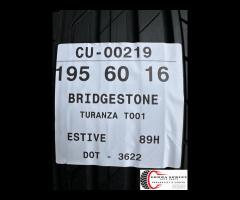 CU-00219
195 60 16
BRIDGESTONE
TURANZA T001
ESTIVE 89H
DOT - 3622